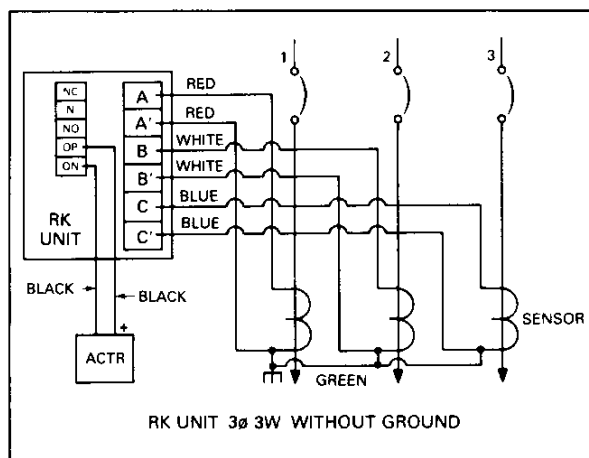 1
2
3
RED
RED
WHITE
WHITE
BLUE
BLUE
NC
N
NO
OP
ON
A
A'
B
B'
C
C'
RK
UNIT
BLACK
BLACK
+
ACTR
SENSOR
GREEN
RK UNIT 3ø 3W WITHOUT GROUND